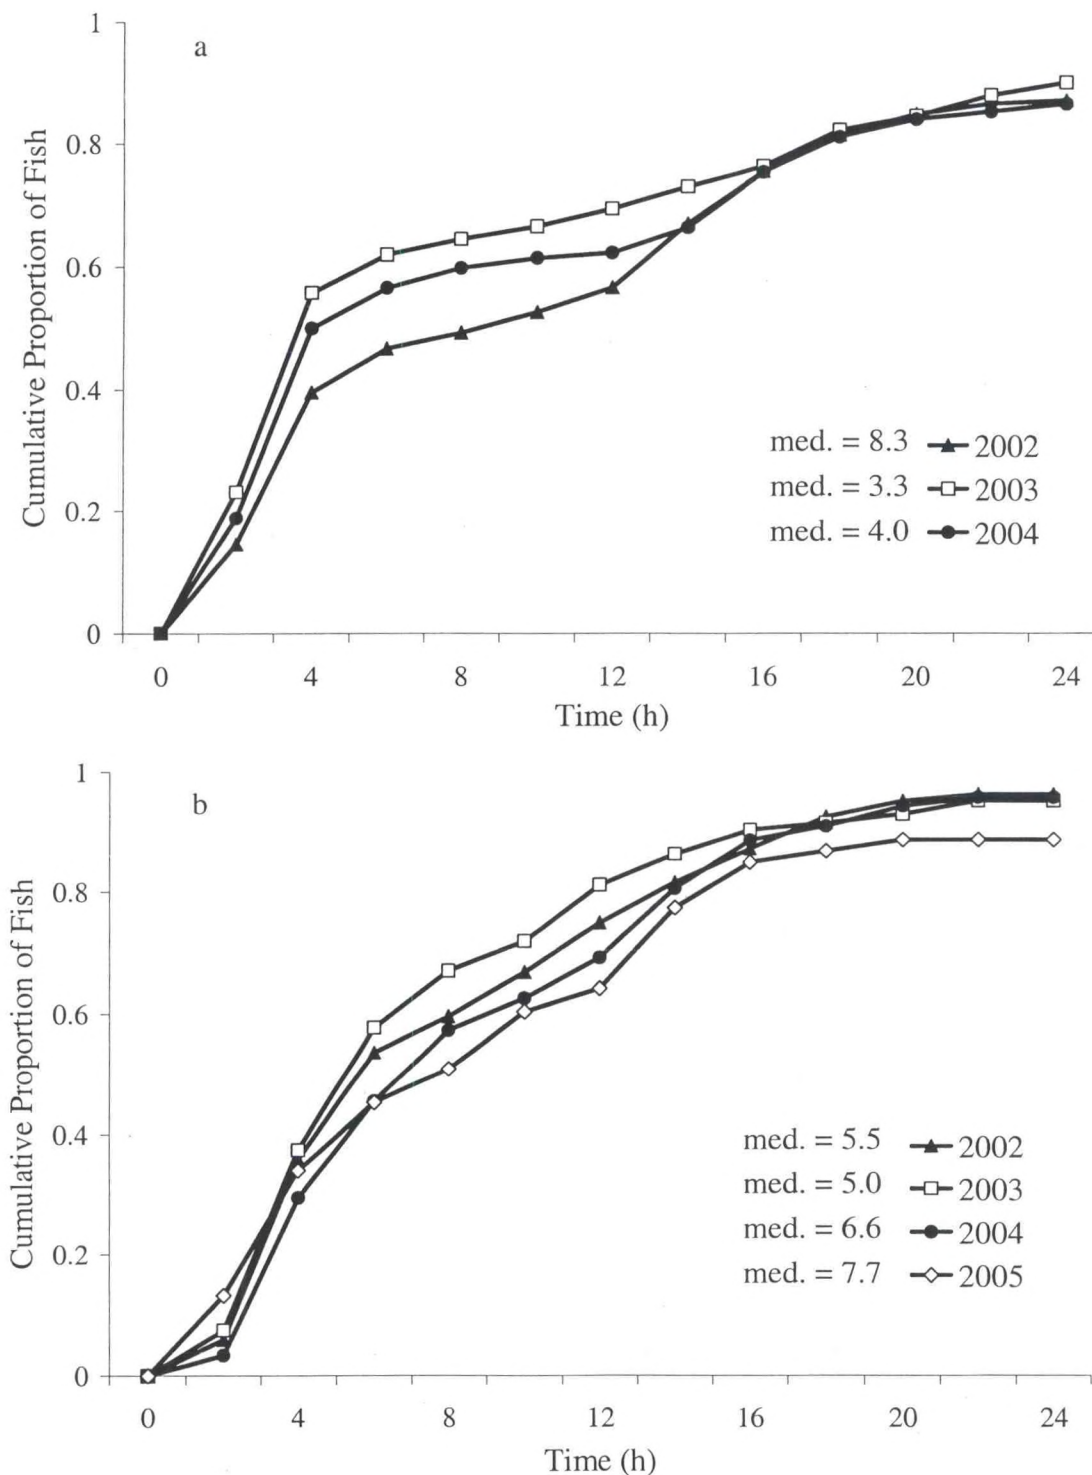 a
1
0.8
0.6
0.4
0.2
0
Cumulative Proportion of Fish
med. = 8.3 2002
med. = 3.3 2003
med. = 4.0 2004
0 4 8 12 16 20 24
Time (h)
b
1
0.8
0.6
0.4
0.2
0
Cumulative Proportion of Fish
med. = 5.5 2002
med. = 5.0 2003
med. = 6.6 2004
med. = 7.7 2005
0 4 8 12 16 20 24
Time (h)